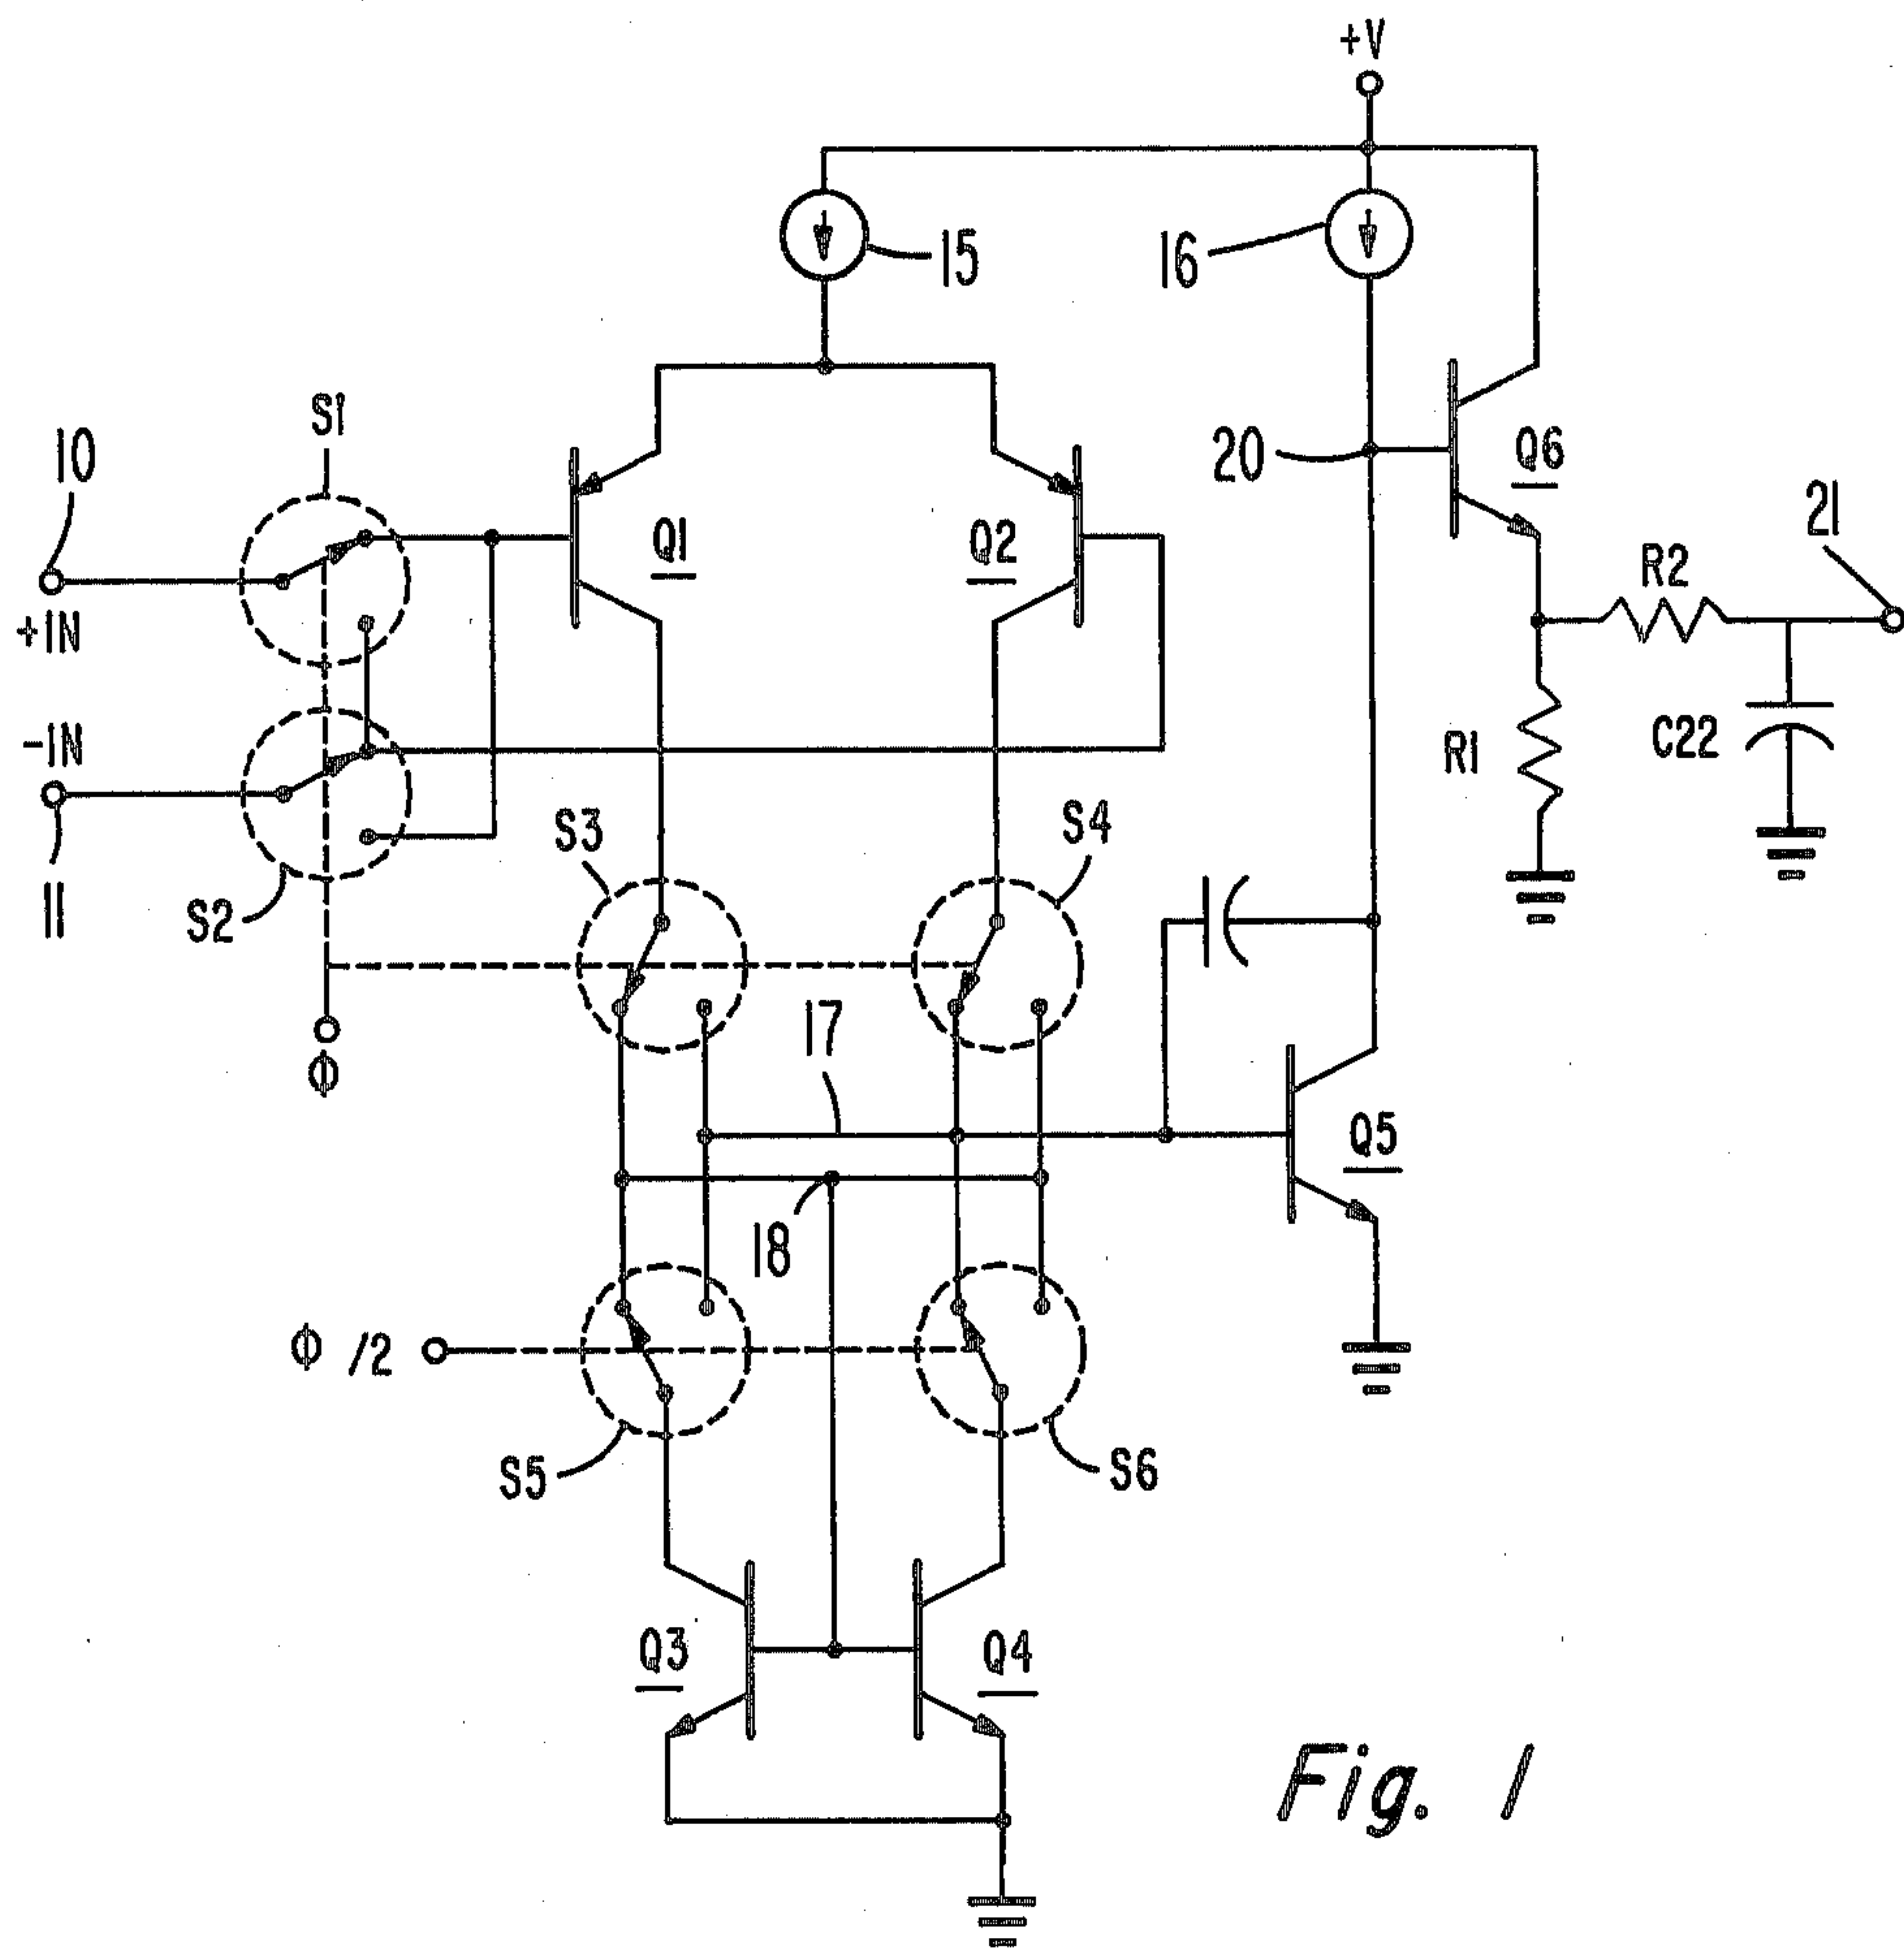 +V
15
16
S1
10
Q1
Q2
20
Q6
21
R2
+IN
-IN
R1
C22
S3
S4
11
S2
17
ϕ
Q5
18
ϕ /2
S5
S6
Q3
Q4
Fig. 1